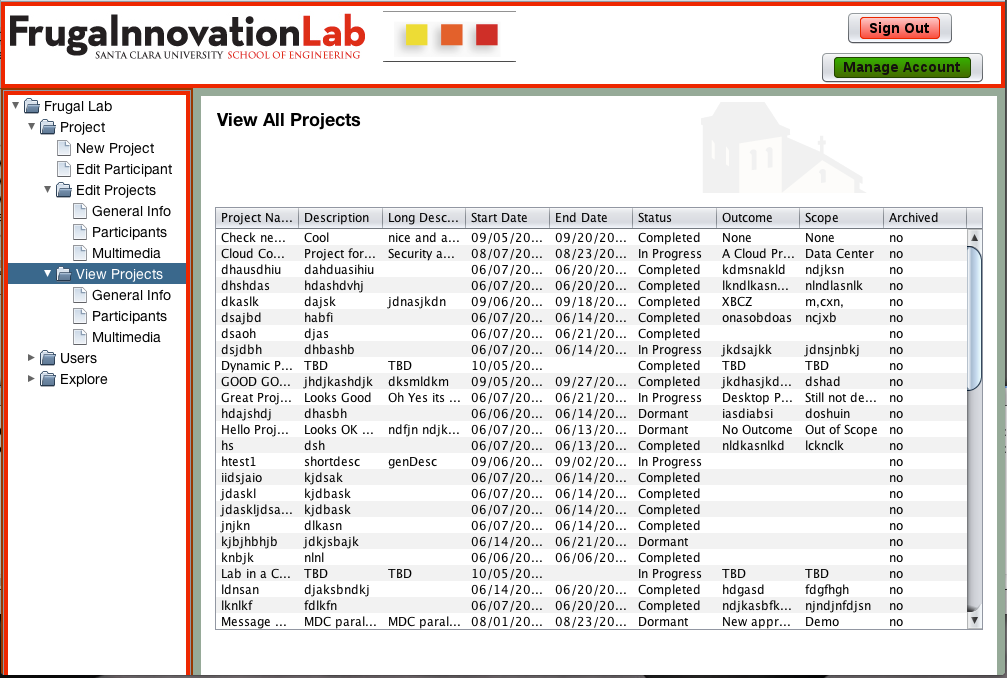 FrugalInnovationLab
SANTA CLARA UNIVERSITY SCHOOL OF ENGINEERING
Sign Out
Manage Account
Frugal Lab
Project
New Project
Edit Participant
Edit Projects
General Info
Participants
Multimedia
View Projects
General Info
Participants
Multimedia
Users
Explore
View All Projects
Project Na... Description Long Desc... Start Date End Date Status Outcome Scope Archived
Check ne... Cool nice and a... 09/05/20... 09/20/20... Completed None None no
Cloud Co... Project for... Security a... 08/07/20... 08/23/20... In Progress A Cloud Pr... Data Center no
dhausdhiu dahduasihiu 06/07/20... 06/20/20... Completed kdmsnakld ndjksn no
dhshdas hdashdvhj 06/07/20... 06/20/20... Completed lkndlkasn... nlndlasnlk no
dkaslk dajsk jdnasjkdn 09/06/20... 09/18/20... Completed XBCZ m,cxn, no
dsajbd habfi 06/07/20... 06/14/20... Completed onasobdoas ncjxb no
dsaoh djas 06/07/20... 06/21/20... Completed no
dsjdbh dhbashb 06/07/20... 06/14/20... In Progress jkdsajkk jdnsjnbkj no
Dynamic P... TBD TBD 10/05/20... Completed TBD TBD no
GOOD GO... jhdjkashdjk dksmldkm 09/05/20... 09/27/20... Completed jkdhasjkd... dshad no
Great Proj... Looks Good Oh Yes its ... 06/07/20... 06/21/20... In Progress Desktop P... Still not de... no
hdajshdj dhasbh 06/06/20... 06/14/20... Dormant iasdiabsi doshuin no
Hello Proj... Looks OK ... ndfjn ndjk... 06/07/20... 06/13/20... Dormant No Outcome Out of Scope no
hs dsh 06/07/20... 06/13/20... Completed nldkasnlkd lcknclk no
htest1 shortdesc genDesc 09/06/20... 09/02/20... In Progress no
iidsjaio kjdsak 06/07/20... 06/14/20... Completed no
jdaskl kjdbask 06/07/20... 06/14/20... Completed no
jdaskljdsa... kjdbask 06/07/20... 06/14/20... Completed no
jnjkn dlkasn 06/07/20... 06/14/20... Completed no
kjbjhbhjb jdkjsbajk 06/14/20... 06/21/20... Dormant no
knbjk nlnl 06/06/20... 06/06/20... Completed no
Lab in a C... TBD TBD 10/05/20... In Progress TBD TBD no
ldnsan djaksbndkj 06/14/20... 06/20/20... Completed hdgasd fdgfhgh no
lknlkf fdlkfn 06/07/20... 06/20/20... Completed ndjkasbfk... njndjnfdjsn no
Message ... MDC paral... MDC paral... 08/01/20... 08/23/20... Dormant New appr... Demo no